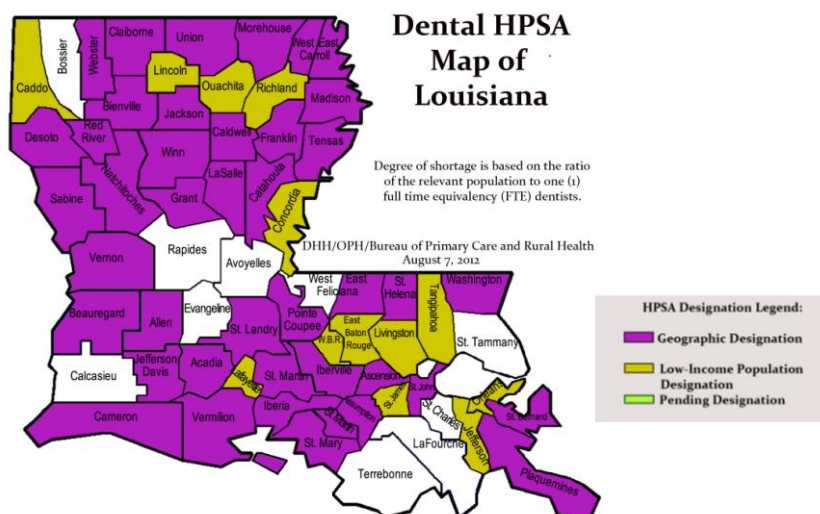 Dental HPSA
Map of
Louisiana
Degree of shortage is based on the ratio
of the relevant population to one (1)
full time equivalency (FTE) dentists.
DHH/OPH/Bureau of Primary Care and Rural Health
August 7, 2012
HPSA Designation Legend:
Geographic Designation
Low-Income Population
Designation
Pending Designation
Caddo
Bossier
Webster
Claiborne
Union
Morehouse
West
Carroll
East
Lincoln
Ouachita
Richland
Madison
Bienville
Jackson
Desoto
Red
River
Caldwell
Franklin
Tensas
Winn
Natchitoches
LaSalle
Catahoula
Sabine
Grant
Concordia
Rapides
Avoyelles
Vernon
West
Feliciana
East
St.
Helena
Tangipahoa
Washington
Beauregard
Allen
Evangeline
St. Landry
Pointe
Coupee
W.B.R.
East
Baton
Rouge
Livingston
St. Tammany
Calcasieu
Jefferson
Davis
Acadia
Lafayette
St. Martin
Iberville
Ascension
St. James
St. John
Orleans
St. Bernard
Cameron
Vermilion
Iberia
St. Martin
Assumption
St. Charles
Jefferson
St. Mary
LaFourche
Terrebonne
Plaquemines